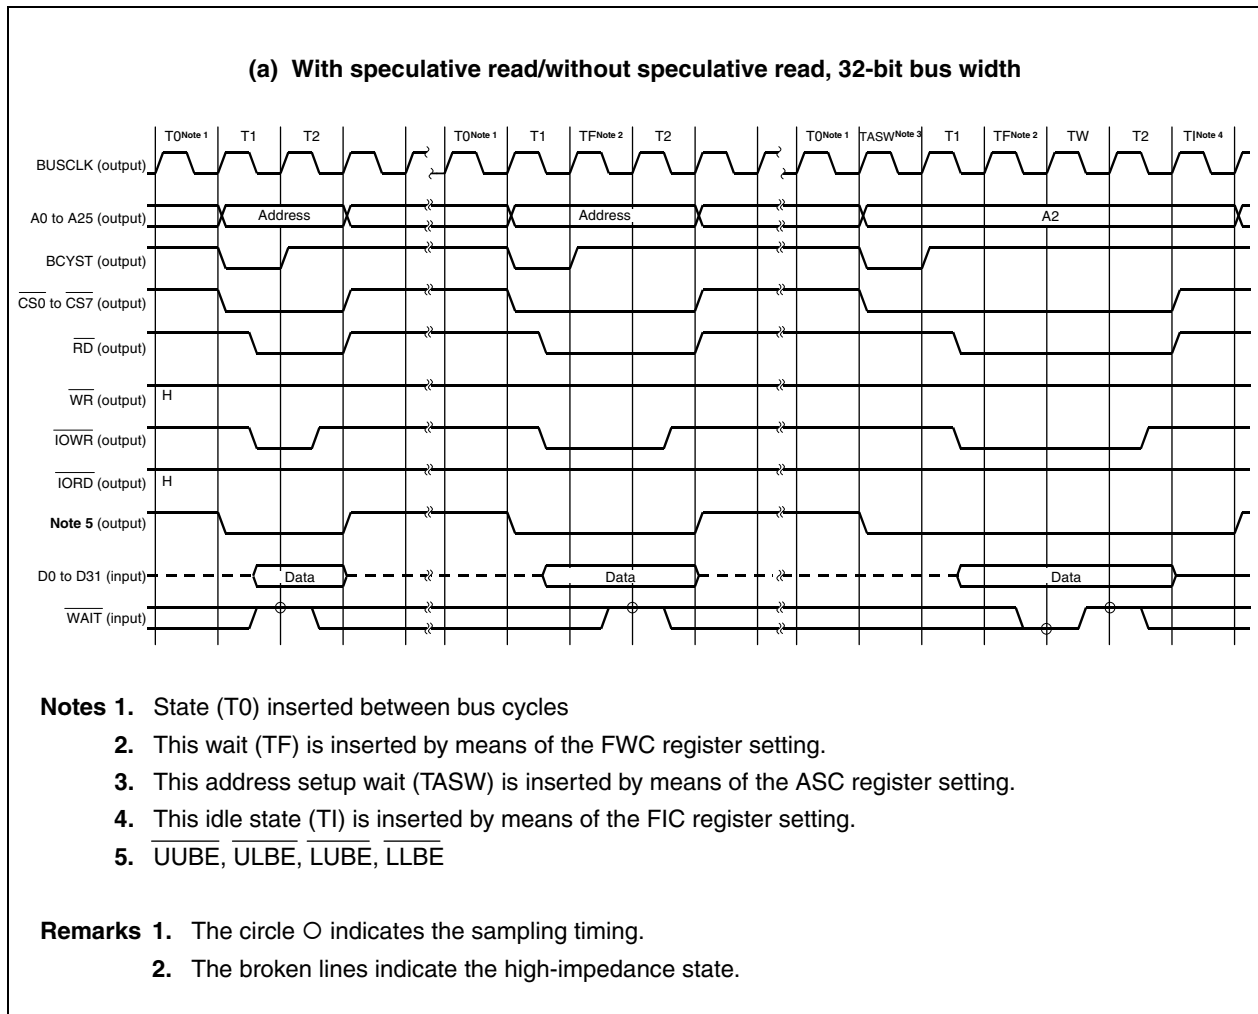 (a) With speculative read/without speculative read, 32-bit bus width
T0Note 1 T1 T2 T0Note 1 T1 TFNote 2 T2 T0Note 1 TASWNote 3 T1 TFNote 2 TW T2 TINote 4
BUSCLK (output)
A0 to A25 (output) Address Address A2
BCYST (output)
CS0 to CS7 (output)
RD (output)
WR (output) H
IOWR (output)
IORD (output) H
Note 5 (output)
D0 to D31 (input) Data Data Data
WAIT (input)
Notes 1. State (T0) inserted between bus cycles
2. This wait (TF) is inserted by means of the FWC register setting.
3. This address setup wait (TASW) is inserted by means of the ASC register setting.
4. This idle state (TI) is inserted by means of the FIC register setting.
5. UUBE, ULBE, LUBE, LLBE
Remarks 1. The circle ○ indicates the sampling timing.
2. The broken lines indicate the high-impedance state.